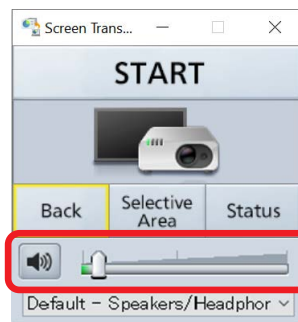 Screen Trans...
START
Back
Selective
Area
Status
Default - Speakers/Headphor